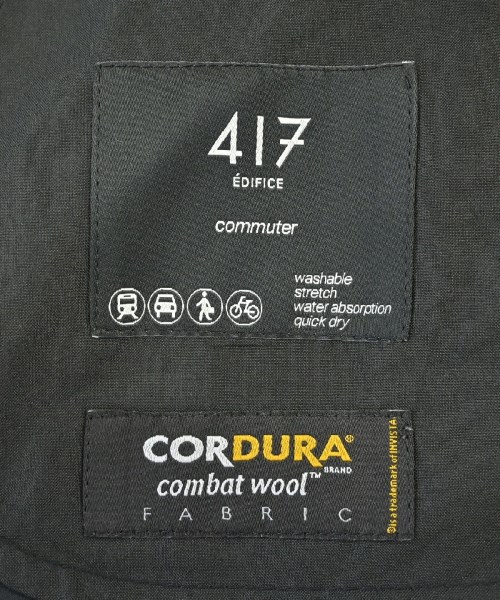 417
ÉDIFICE
commuter
washable
stretch
water absorption
quick dry
CORDURA®
BRAND
combat wool™
FABRIC
®is a trademark of INVISTA